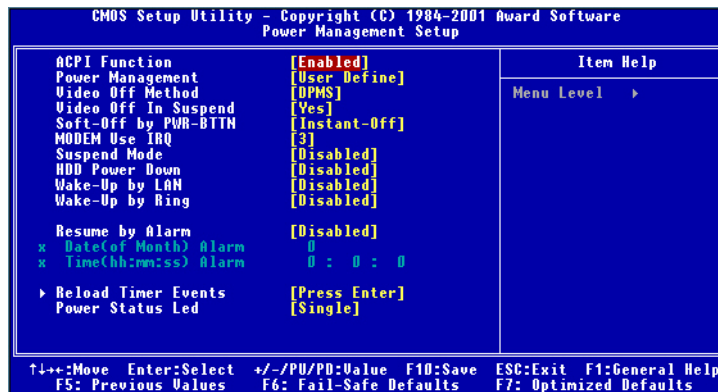 CMOS Setup Utility - Copyright (C) 1984-2001 Award Software
Power Management Setup
ACPI Function [Enabled]
Power Management [User Define]
Video Off Method [DPMS]
Video Off In Suspend [Yes]
Soft-Off by PWR-BTTN [Instant-Off]
MODEM Use IRQ [3]
Suspend Mode [Disabled]
HDD Power Down [Disabled]
Wake-Up by LAN [Disabled]
Wake-Up by Ring [Disabled]
Resume by Alarm [Disabled]
x Date(of Month) Alarm 0
x Time(hh:mm:ss) Alarm 0 : 0 : 0
▸ Reload Timer Events [Press Enter]
Power Status Led [Single]
Item Help
Menu Level ▸
↑↓→←:Move Enter:Select +/-/PU/PD:Value F10:Save ESC:Exit F1:General Help
F5: Previous Values F6: Fail-Safe Defaults F7: Optimized Defaults